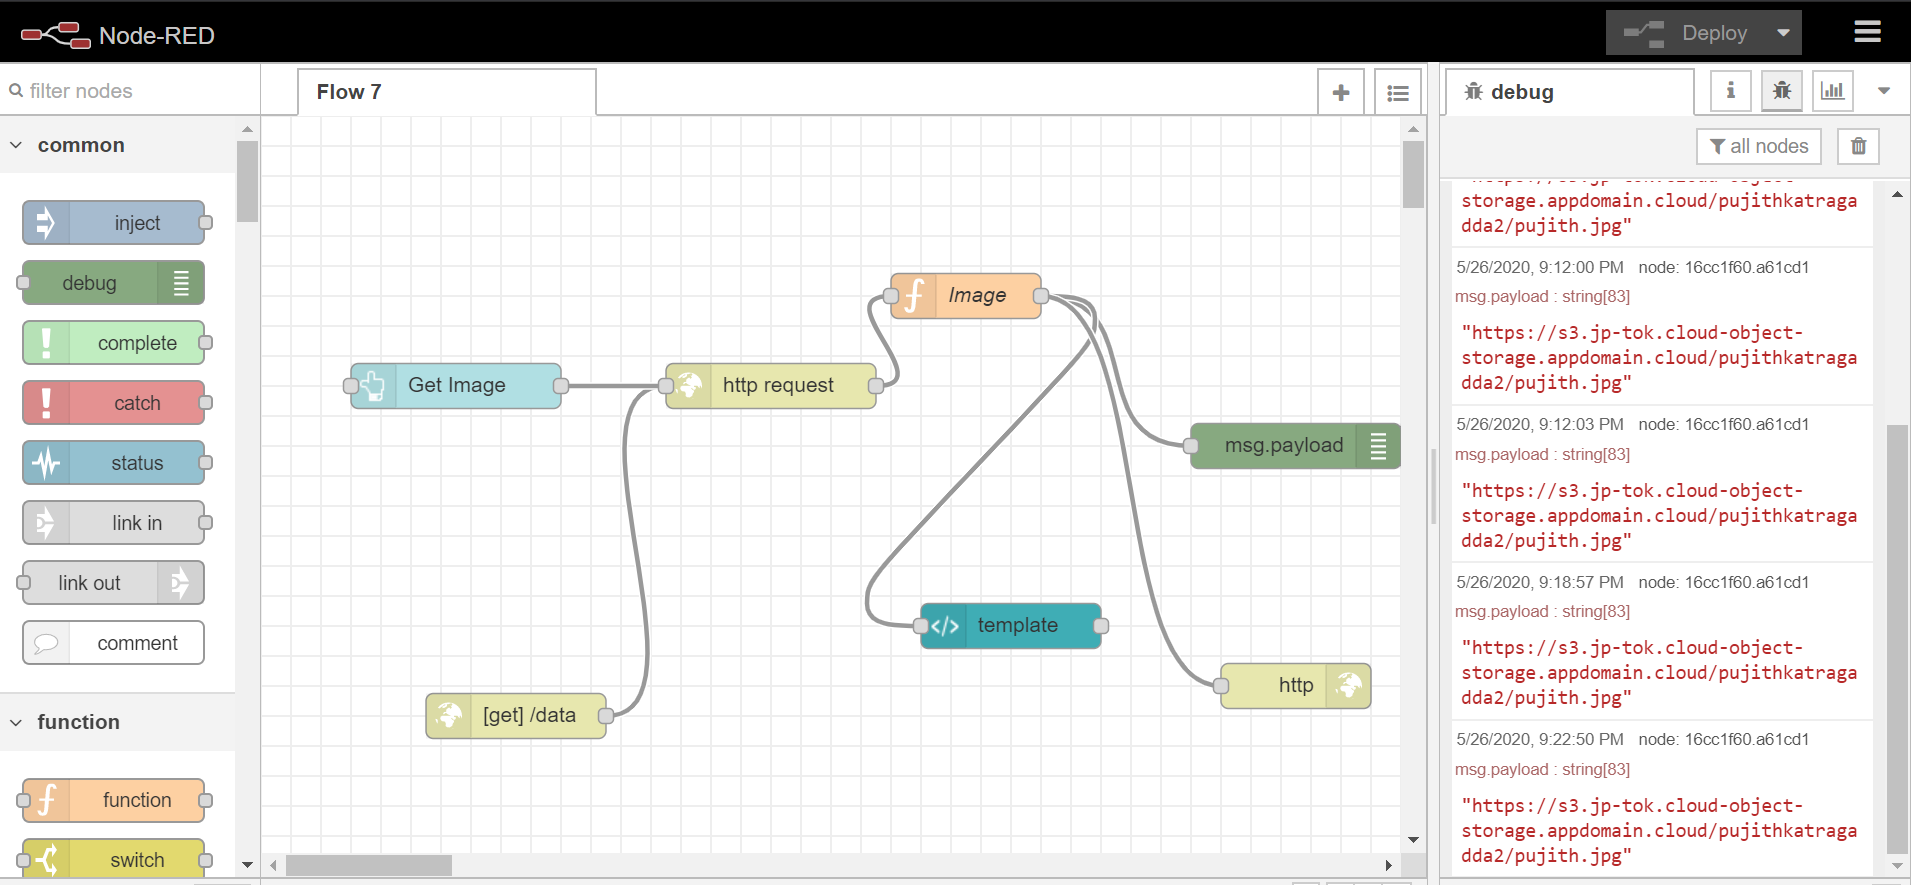 Node-RED
Deploy
filter nodes
Flow 7
debug
all nodes
common
inject
debug
complete
catch
status
link in
link out
comment
function
function
switch
Image
Get Image
http request
msg.payload
template
http
[get] /data
storage.appdomain.cloud/pujithkatraga
dda2/pujith.jpg"
5/26/2020, 9:12:00 PM node: 16cc1f60.a61cd1
msg.payload : string[83]
"https://s3.jp-tok.cloud-object-
storage.appdomain.cloud/pujithkatraga
dda2/pujith.jpg"
5/26/2020, 9:12:03 PM node: 16cc1f60.a61cd1
msg.payload : string[83]
"https://s3.jp-tok.cloud-object-
storage.appdomain.cloud/pujithkatraga
dda2/pujith.jpg"
5/26/2020, 9:18:57 PM node: 16cc1f60.a61cd1
msg.payload : string[83]
"https://s3.jp-tok.cloud-object-
storage.appdomain.cloud/pujithkatraga
dda2/pujith.jpg"
5/26/2020, 9:22:50 PM node: 16cc1f60.a61cd1
msg.payload : string[83]
"https://s3.jp-tok.cloud-object-
storage.appdomain.cloud/pujithkatraga
dda2/pujith.jpg"